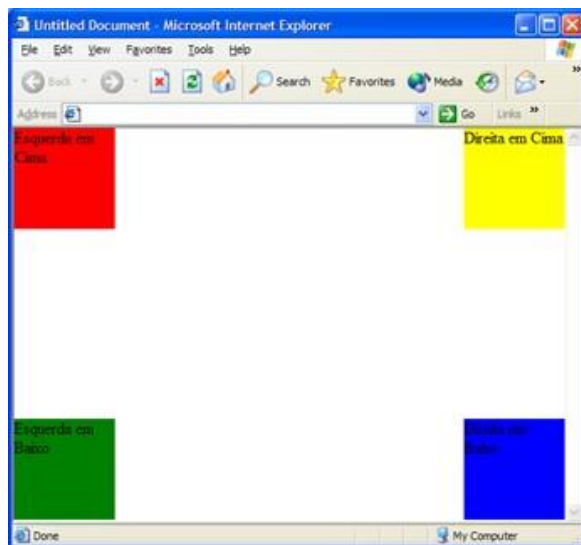 Untitled Document - Microsoft Internet Explorer
File Edit View Favorites Tools Help
Back Search Favorites Media
Address Go Links
Esquerda em
Cima
Direita em Cima
Esquerda em
Baixo
Direita em
Baixo
Done My Computer